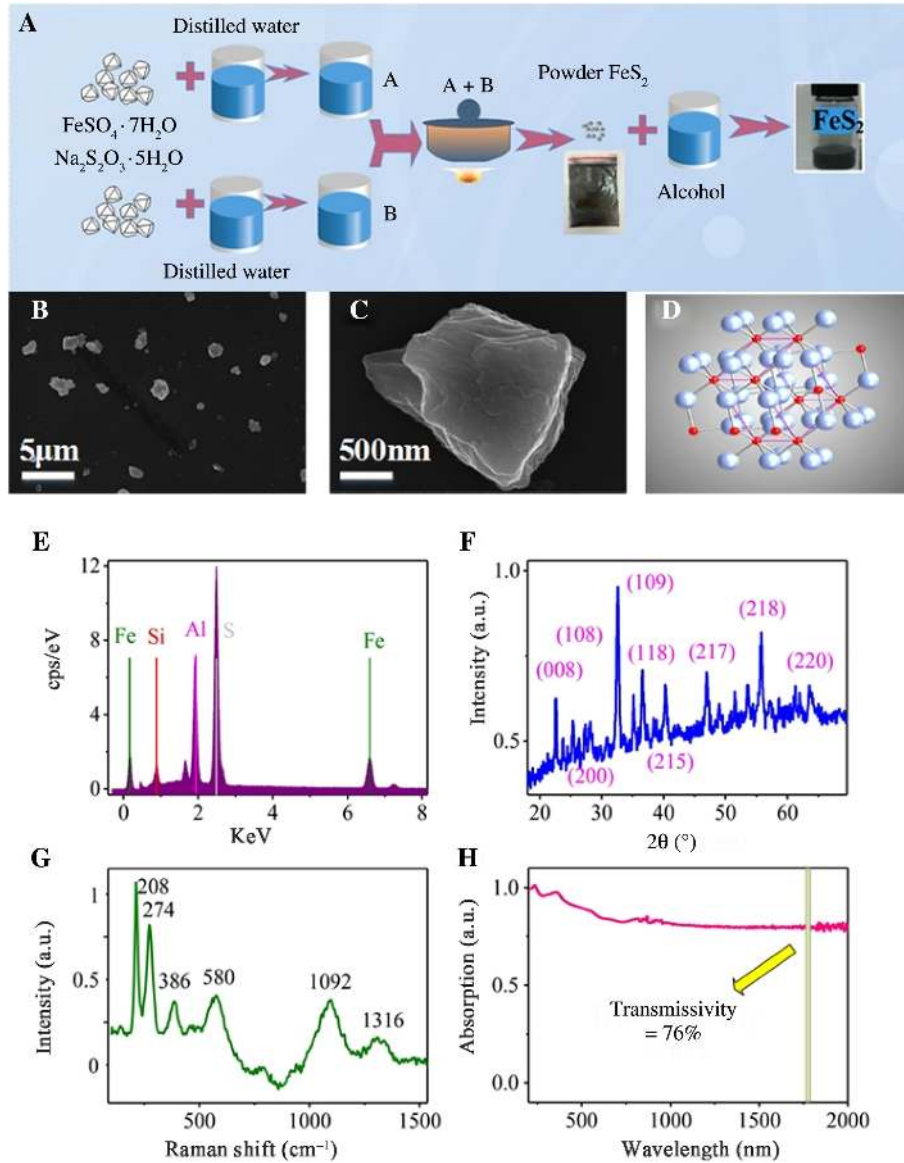 A
Distilled water
FeSO₄·7H₂O
Na₂S₂O₃·5H₂O
Distilled water
A
B
A + B
Powder FeS₂
Alcohol
FeS₂
B
5μm
C
500nm
D
E
12
9
6
3
0
cps/eV
Fe
Si
Al
S
Fe
0
2
4
6
8
KeV
F
1.0
0.5
Intensity (a.u.)
(008)
(200)
(108)
(109)
(118)
(215)
(217)
(218)
(220)
20
30
40
50
60
2θ (°)
G
1
0.5
0
Intensity (a.u.)
208
274
386
580
1092
1316
500
1000
1500
Raman shift (cm⁻¹)
H
1.0
0.5
0.0
Absorption (a.u.)
Transmissivity
= 76%
500
1000
1500
2000
Wavelength (nm)